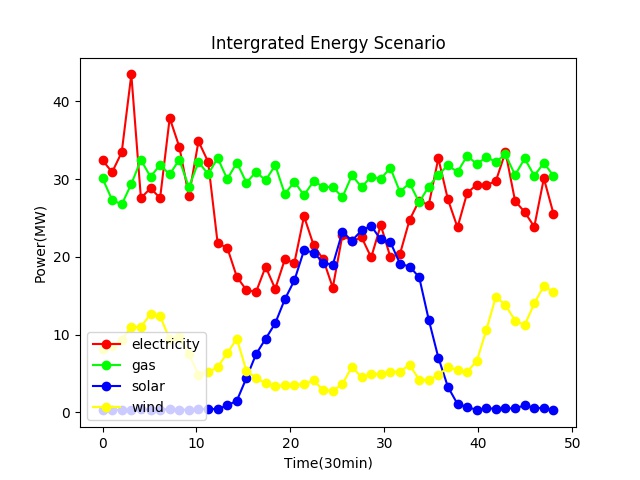 Intergrated Energy Scenario
Power(MW)
40
30
20
10
0
electricity
gas
solar
wind
0 10 20 30 40 50
Time(30min)